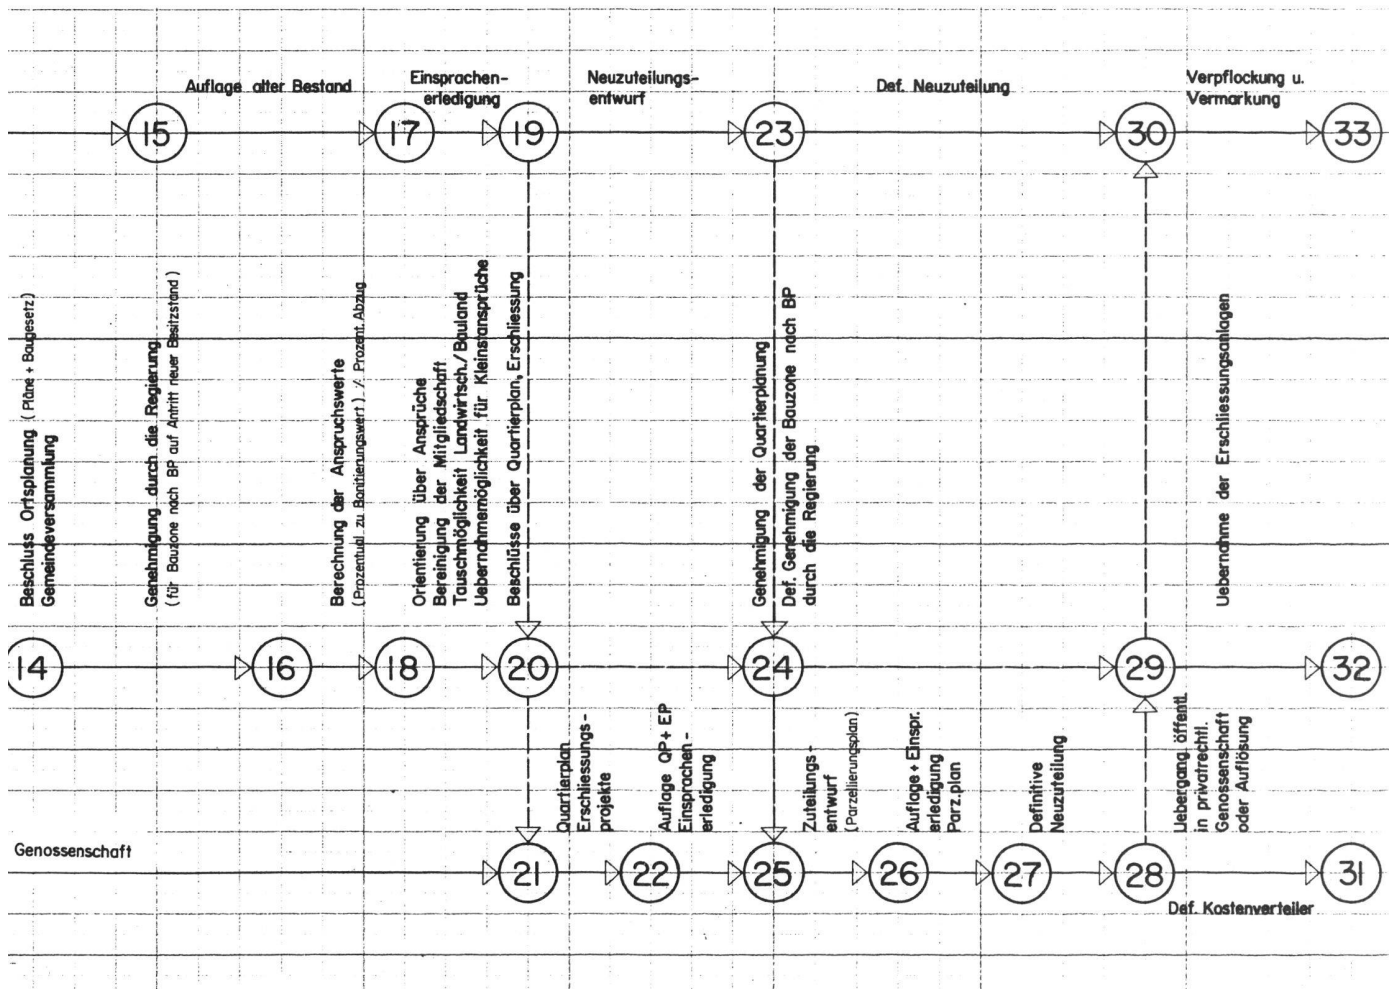 Auflage alter Bestand
Einsprachen-
erledigung
Neuzuteilungs-
entwurf
Def. Neuzuteilung
Verpflockung u.
Vermarkung
15
17
19
23
30
33
Beschluss Ortsplanung (Pläne + Baugesetz)
Gemeindeversammlung
Genehmigung durch die Regierung
(für Bauzone nach BP auf Antritt neuer Besitzstand)
Berechnung der Anspruchswerte
(Prozentual zu Bonitierungswert) ./. Prozent. Abzug
Orientierung über Ansprüche
Bereinigung der Mitgliedschaft
Tauschmöglichkeit Landwirtsch./Bauland
Uebernahmemöglichkeit für Kleinstansprüche
Beschlüsse über Quartierplan, Erschliessung
Genehmigung der Quartierplanung
Def. Genehmigung der Bauzone nach BP
durch die Regierung
Uebernahme der Erschliessungsanlagen
14
16
18
20
24
29
32
Quartierplan
Erschliessungs-
projekte
Auflage QP+ EP
Einsprachen-
erledigung
Zuteilungs-
entwurf
(Parzellierungsplan)
Auflage + Einspr.
erledigung
Parz.plan
Definitive
Neuzuteilung
Uebergang öffentl.
in privatrechtl.
Genossenschaft
oder Auflösung
Genossenschaft
21
22
25
26
27
28
31
Def. Kostenverteiler